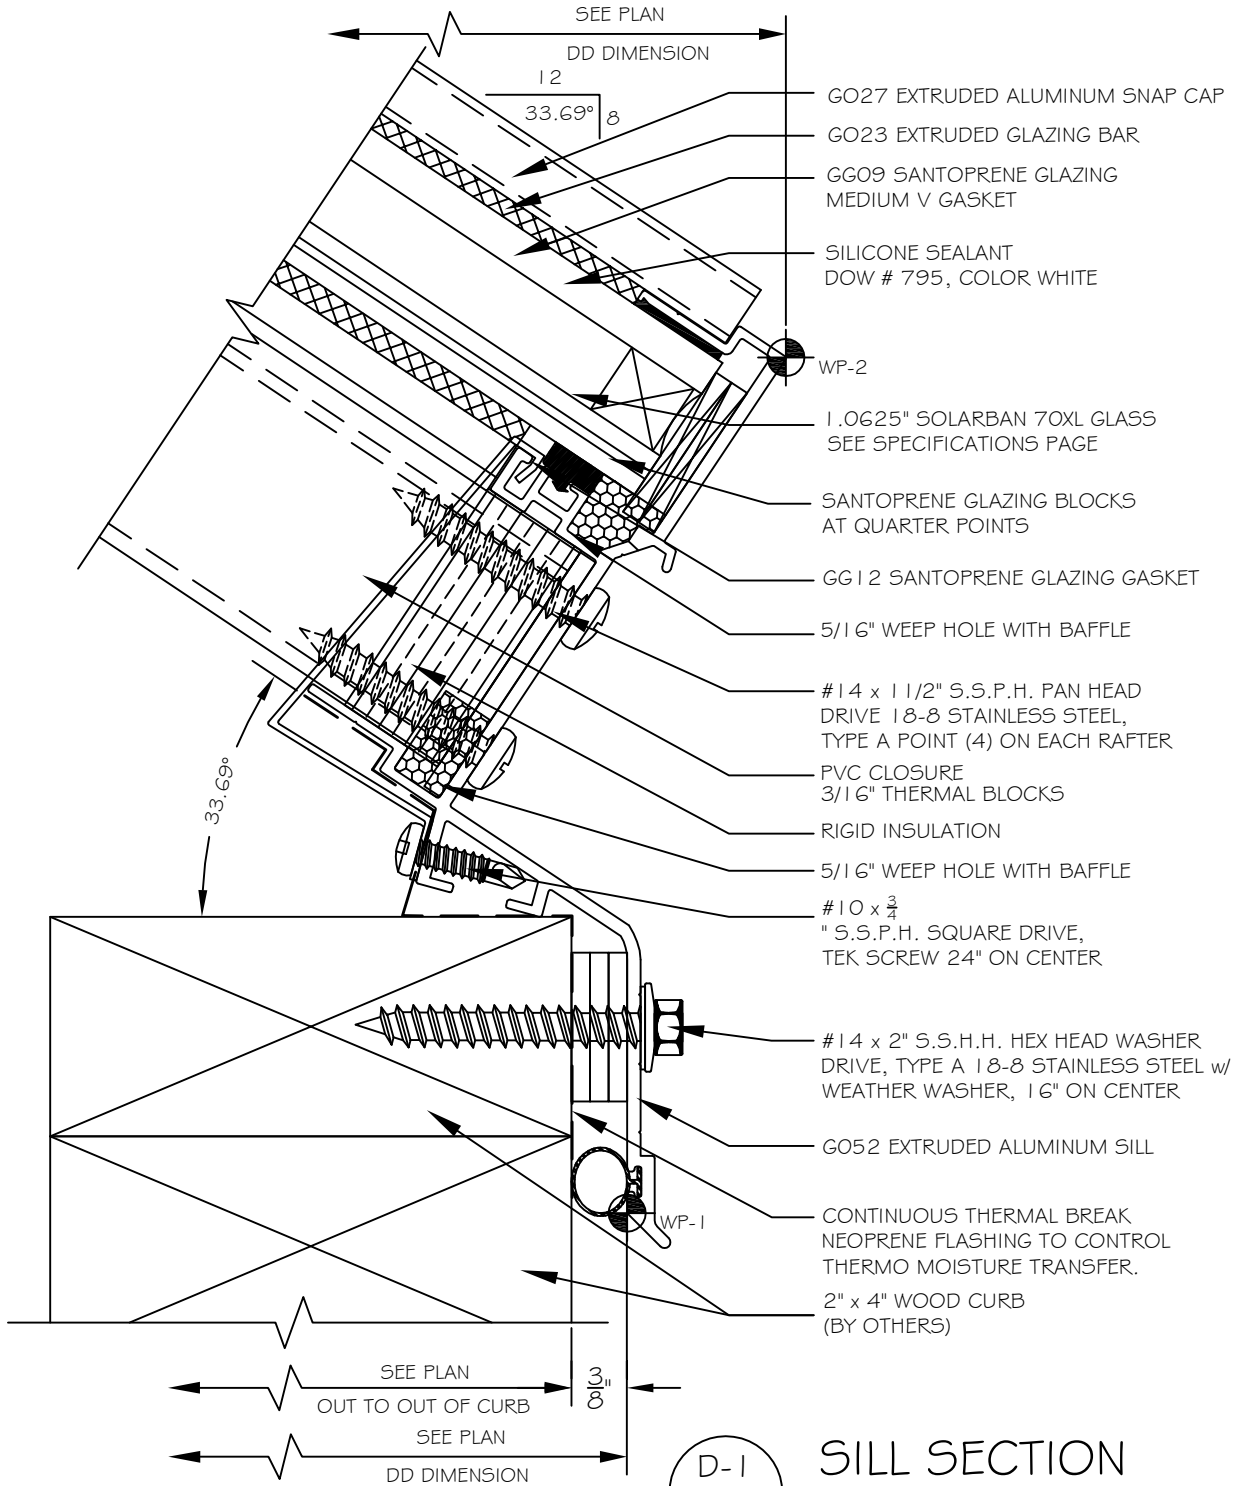 SEE PLAN
DD DIMENSION
12
33.69°
8
GO27 EXTRUDED ALUMINUM SNAP CAP
GO23 EXTRUDED GLAZING BAR
GG09 SANTOPRENE GLAZING
MEDIUM V GASKET
SILICONE SEALANT
DOW # 795, COLOR WHITE
WP-2
1.0625" SOLARBAN 70XL GLASS
SEE SPECIFICATIONS PAGE
SANTOPRENE GLAZING BLOCKS
AT QUARTER POINTS
GG12 SANTOPRENE GLAZING GASKET
5/16" WEEP HOLE WITH BAFFLE
#14 x 11/2" S.S.P.H. PAN HEAD
DRIVE 18-8 STAINLESS STEEL,
TYPE A POINT (4) ON EACH RAFTER
PVC CLOSURE
3/16" THERMAL BLOCKS
33.69°
RIGID INSULATION
5/16" WEEP HOLE WITH BAFFLE
#10 x 3/4
" S.S.P.H. SQUARE DRIVE,
TEK SCREW 24" ON CENTER
#14 x 2" S.S.H.H. HEX HEAD WASHER
DRIVE, TYPE A 18-8 STAINLESS STEEL w/
WEATHER WASHER, 16" ON CENTER
GO52 EXTRUDED ALUMINUM SILL
WP-1
CONTINUOUS THERMAL BREAK
NEOPRENE FLASHING TO CONTROL
THERMO MOISTURE TRANSFER.
2" x 4" WOOD CURB
(BY OTHERS)
SEE PLAN
OUT TO OUT OF CURB
3/8"
SEE PLAN
DD DIMENSION
D-1
SILL SECTION